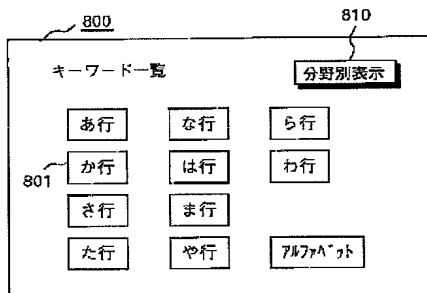 800
810
キーワード一覧
分野別表示
あ行
な行
ら行
か行
は行
わ行
801
さ行
ま行
た行
や行
アルファベット